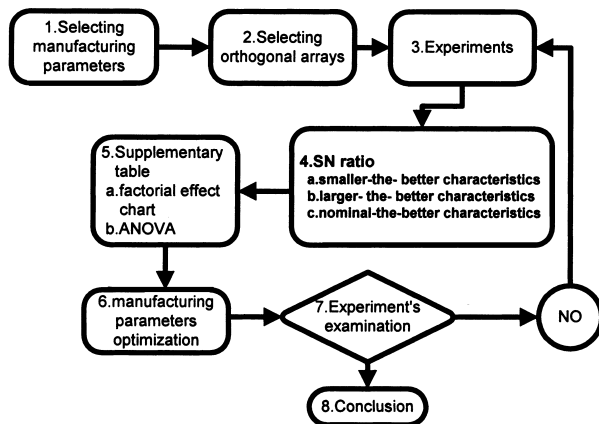 1.Selecting
manufacturing
parameters
2.Selecting
orthogonal arrays
3.Experiments
4.SN ratio
a.smaller-the- better characteristics
b.larger- the- better characteristics
c.nominal-the-better characteristics
5.Supplementary
table
a.factorial effect
chart
b.ANOVA
6.manufacturing
parameters
optimization
7.Experiment's
examination
NO
8.Conclusion